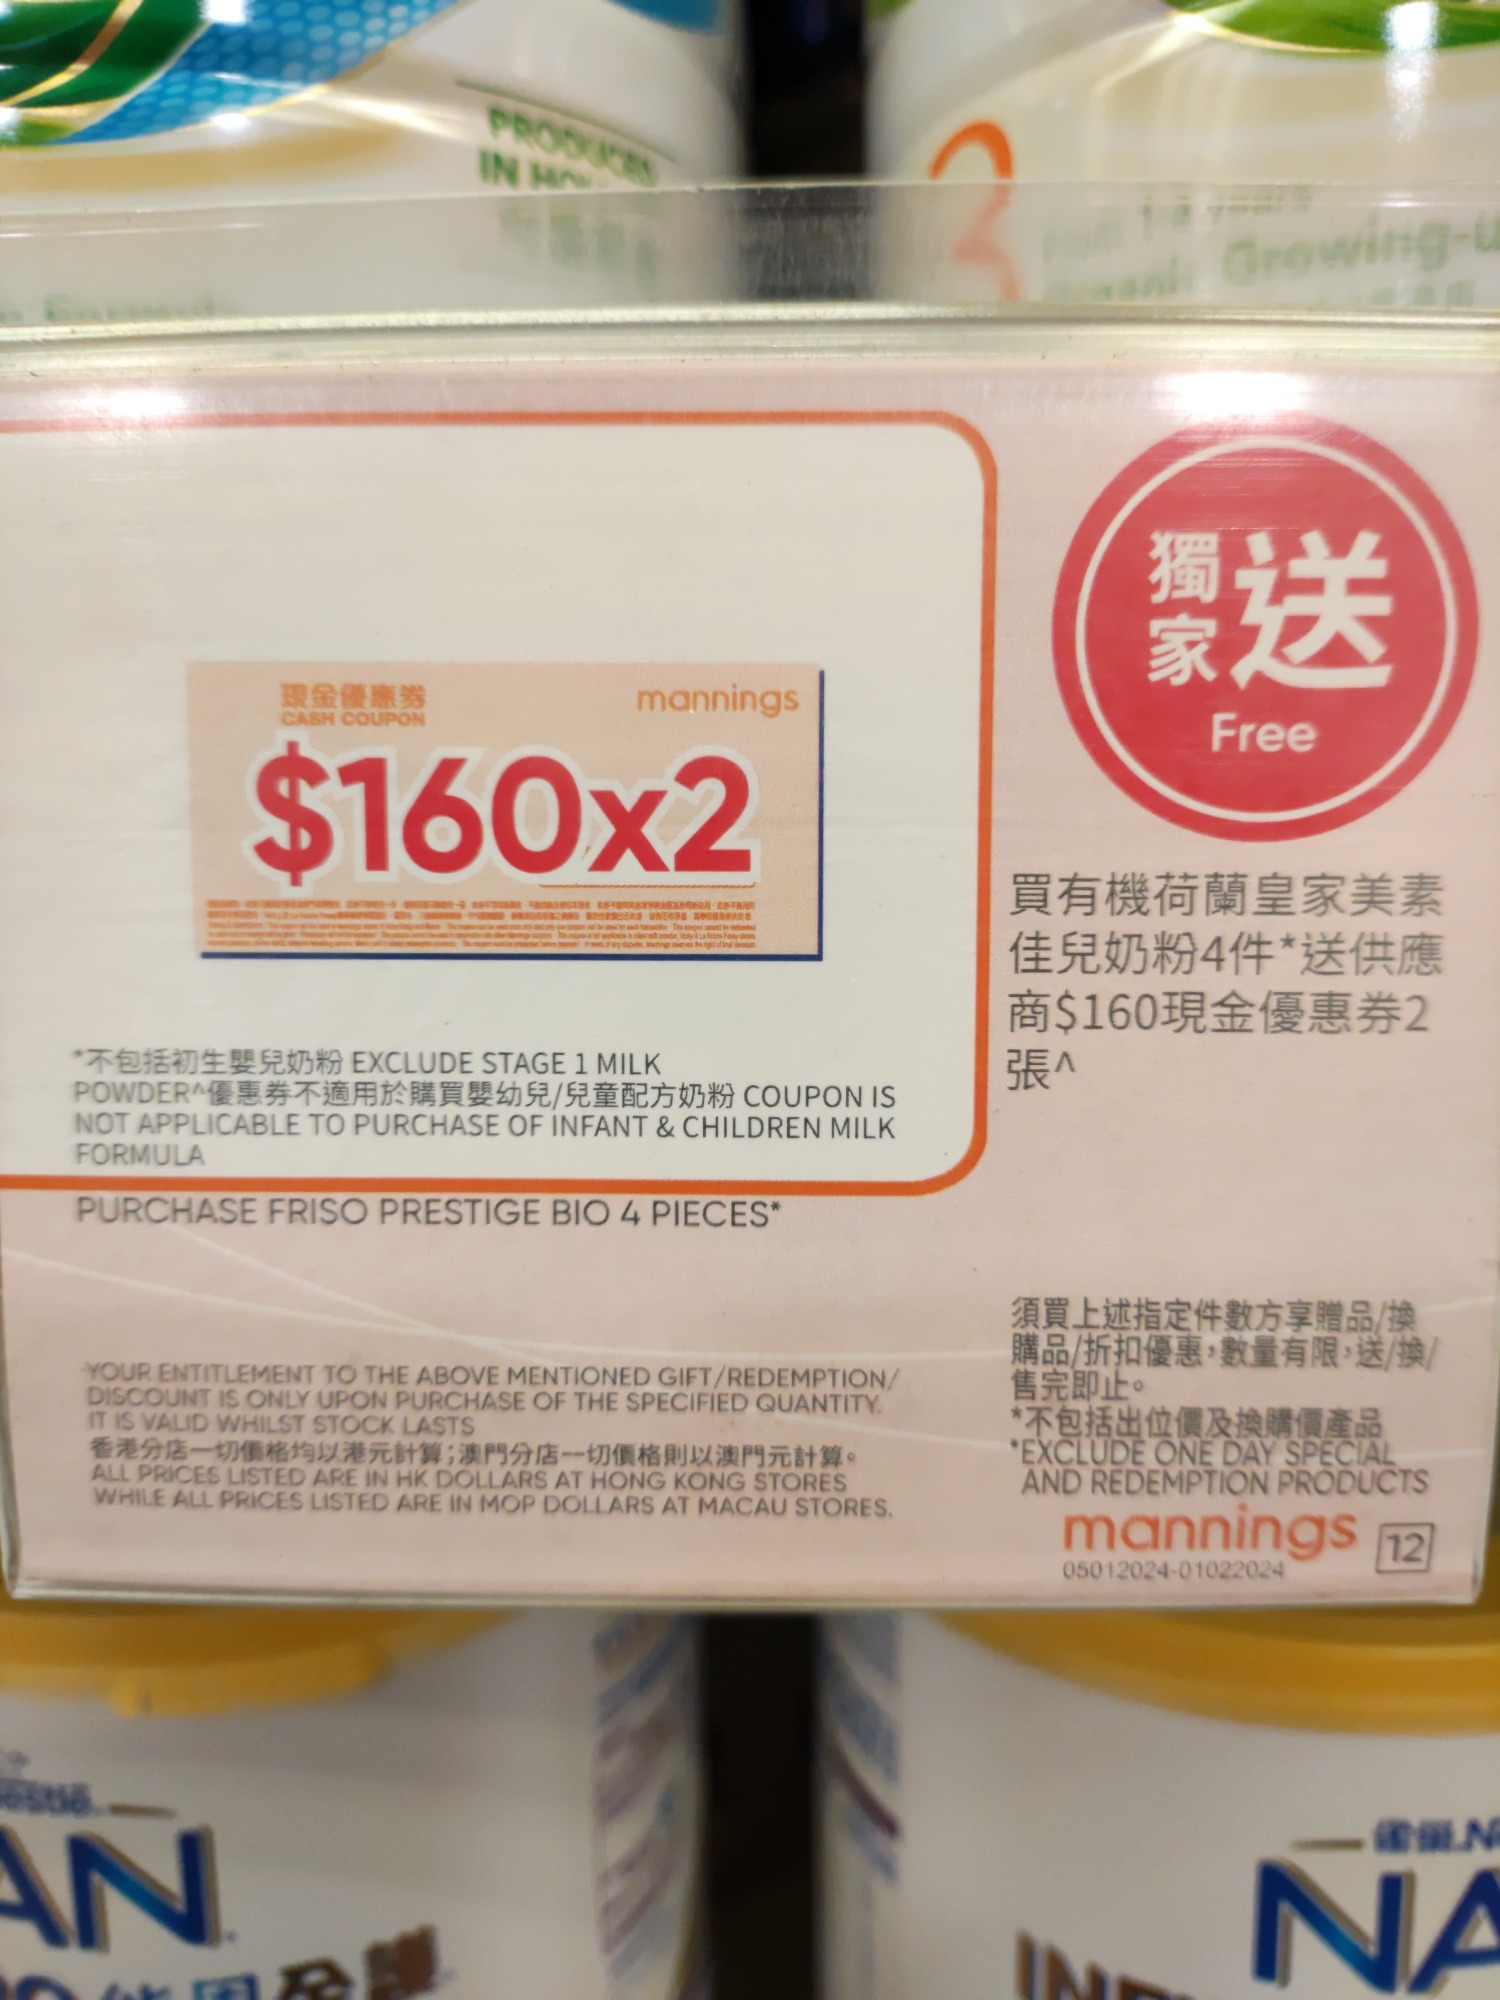 PRODUCED
IN
3
Growing-U
獨家送
Free
現金優惠券
CASH COUPON
mannings
$160x2
買有機荷蘭皇家美素
佳兒奶粉4件*送供應
商$160現金優惠券2
張^
*不包括初生嬰兒奶粉 EXCLUDE STAGE 1 MILK
POWDER^優惠券不適用於購買嬰幼兒/兒童配方奶粉 COUPON IS
NOT APPLICABLE TO PURCHASE OF INFANT & CHILDREN MILK
FORMULA
PURCHASE FRISO PRESTIGE BIO 4 PIECES*
YOUR ENTITLEMENT TO THE ABOVE MENTIONED GIFT/REDEMPTION/
DISCOUNT IS ONLY UPON PURCHASE OF THE SPECIFIED QUANTITY.
IT IS VALID WHILST STOCK LASTS
香港分店一切價格均以港元計算;澳門分店一切價格則以澳門元計算。
ALL PRICES LISTED ARE IN HK DOLLARS AT HONG KONG STORES
WHILE ALL PRICES LISTED ARE IN MOP DOLLARS AT MACAU STORES.
須買上述指定件數方享贈品/換
購品/折扣優惠,數量有限,送/換/
售完即止。
*不包括出位價及換購價產品
*EXCLUDE ONE DAY SPECIAL
AND REDEMPTION PRODUCTS
mannings
05012024-01022024
12
AN
NA